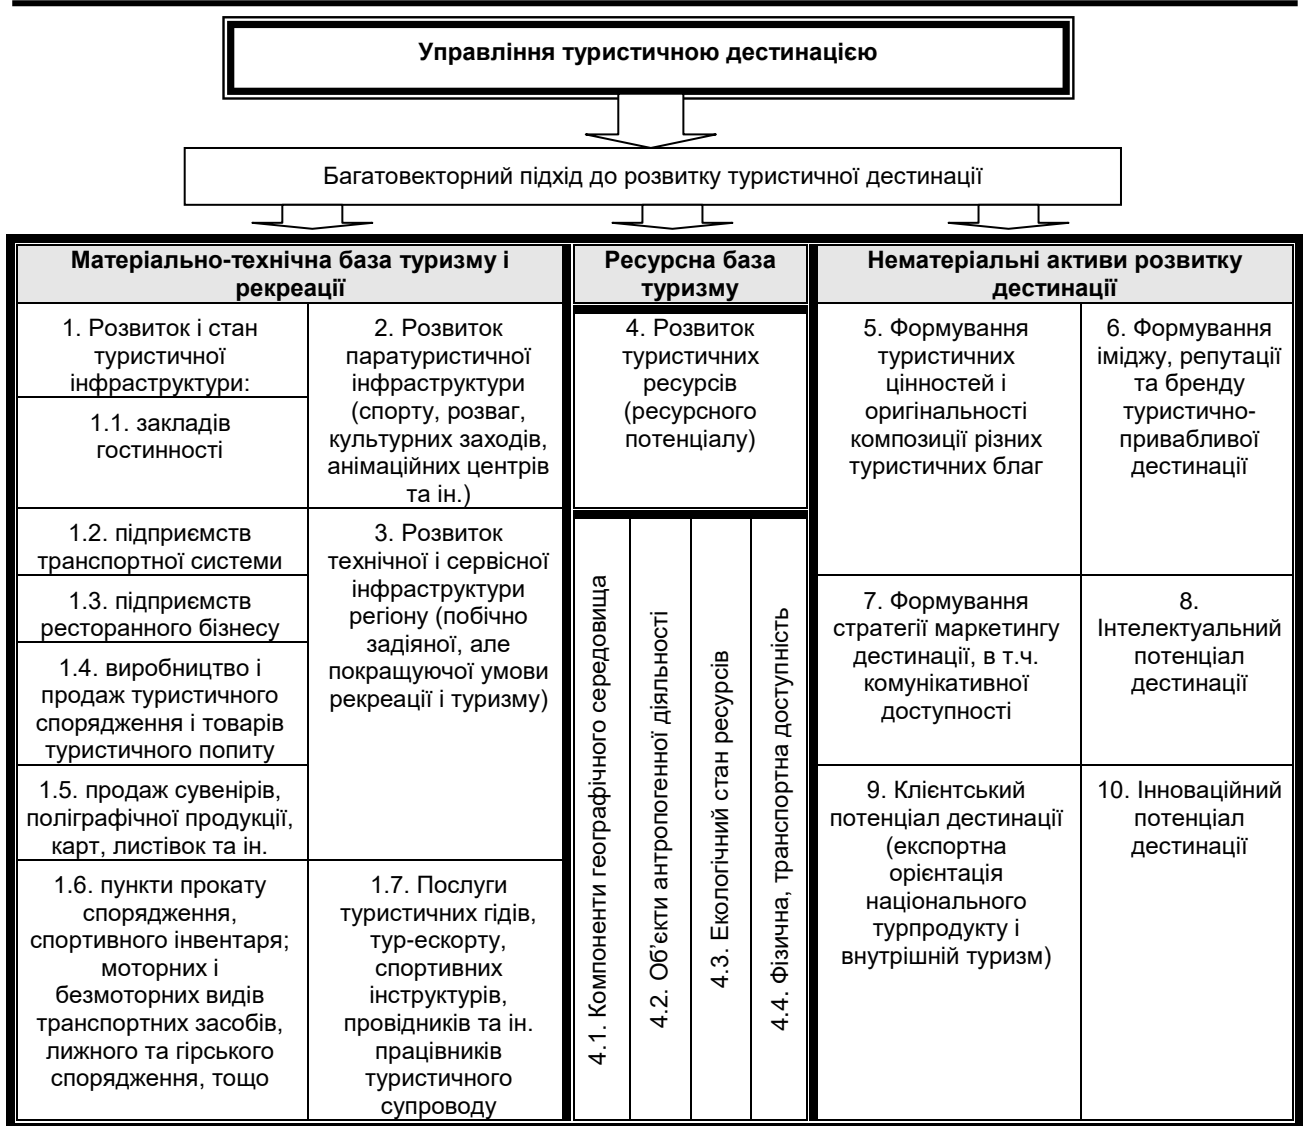 Управління туристичною дестинацією
Багатовекторний підхід до розвитку туристичної дестинації
Матеріально-технічна база туризму і
рекреації
Ресурсна база
туризму
Нематеріальні активи розвитку
дестинації
1. Розвиток і стан
туристичної
інфраструктури:
1.1. закладів
гостинності
2. Розвиток
паратуристичної
інфраструктури
(спорту, розваг,
культурних заходів,
анімаційних центрів
та ін.)
1.2. підприємств
транспортної системи
1.3. підприємств
ресторанного бізнесу
1.4. виробництво і
продаж туристичного
спорядження і товарів
туристичного попиту
1.5. продаж сувенірів,
поліграфічної продукції,
карт, листівок та ін.
3. Розвиток
технічної і сервісної
інфраструктури
регіону (побічно
задіяної, але
покращуючої умови
рекреації і туризму)
1.6. пункти прокату
спорядження,
спортивного інвентаря;
моторних і
безмоторних видів
транспортних засобів,
лижного та гірського
спорядження, тощо
1.7. Послуги
туристичних гідів,
тур-ескорту,
спортивних
інструктурів,
провідників та ін.
працівників
туристичного
супроводу
4. Розвиток
туристичних
ресурсів
(ресурсного
потенціалу)
4.1. Компоненти географічного середовища
4.2. Об’єкти антропогенної діяльності
4.3. Екологічний стан ресурсів
4.4. Фізична, транспортна доступність
5. Формування
туристичних
цінностей і
оригінальності
композиції різних
туристичних благ
6. Формування
іміджу, репутації
та бренду
туристично-
привабливої
дестинації
7. Формування
стратегії маркетингу
дестинації, в т.ч.
комунікативної
доступності
8.
Інтелектуальний
потенціал
дестинації
9. Клієнтський
потенціал дестинації
(експортна
орієнтація
національного
турпродукту і
внутрішній туризм)
10. Інноваційний
потенціал
дестинації